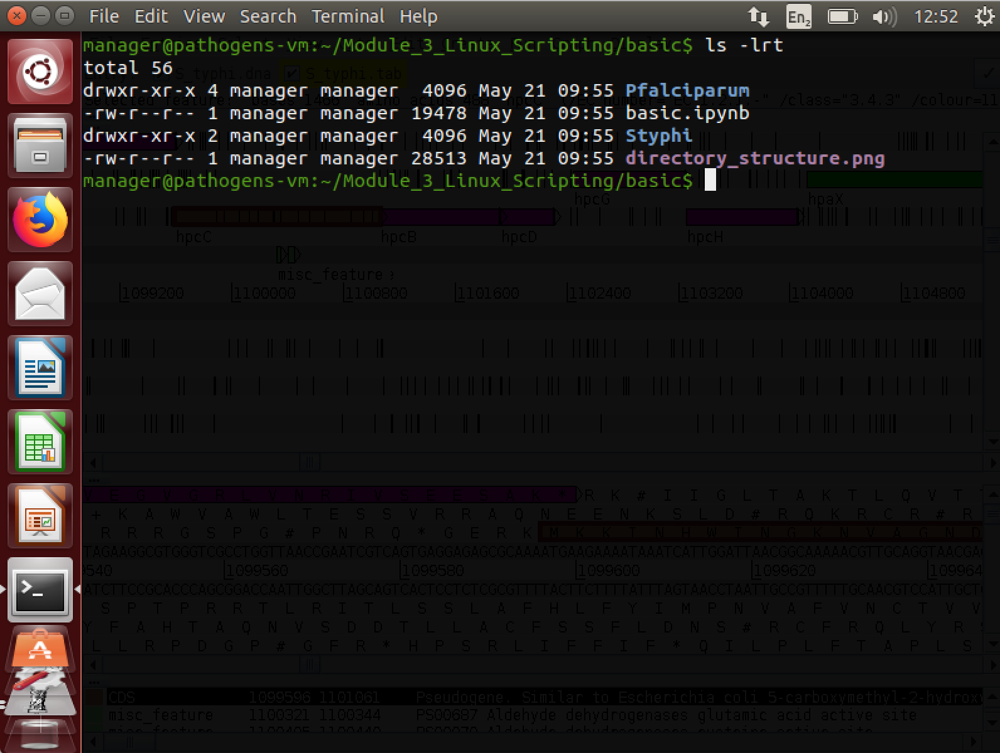 File Edit View Search Terminal Help En2 12:52
manager@pathogens-vm:~/Module_3_Linux_Scripting/basic$ ls -lrt
total 56
S_typhi.dna S_typhi.tab
drwxr-xr-x 4 manager manager  4096 May 21 09:55 Pfalciparum
-rw-r--r-- 1 manager manager 19478 May 21 09:55 basic.ipynb
drwxr-xr-x 2 manager manager  4096 May 21 09:55 Styphi
-rw-r--r-- 1 manager manager 28513 May 21 09:55 directory_structure.png
manager@pathogens-vm:~/Module_3_Linux_Scripting/basic$
hpcG hpaX
hpcC hpcB hpcD hpcH
misc_feature
1099200 1100000 1100800 1101600 1102400 1103200 1104000 1104800
V E G V G R L V N R I V S E E S A K * R K # I I G L T A K T L Q V T
+ K A W V A W L T E S S V R R A Q N E E N K S L D # R Q K R C R # R
R R R G S P G # P N R Q * G E R K M K K T N H W T N G K N V A G N D
1099560 1099580 1099600 1099620
S P T P R R T L R I T L S S L A F H L F Y I M P N V A F V N C T V V
Y F A H T A Q N V S D D T L L A C F S S F L D N S # R C F R Q L Y R
L L R P D G P # G F R * H P S R L I F F I F * Q I L P L F T A P L S
CDS 1099596 1101061 Pseudogene. Similar to Escherichia coli 5-carboxymethyl-2-hydrox
misc_feature 1100321 1100344 PS00687 Aldehyde dehydrogenases glutamic acid active site